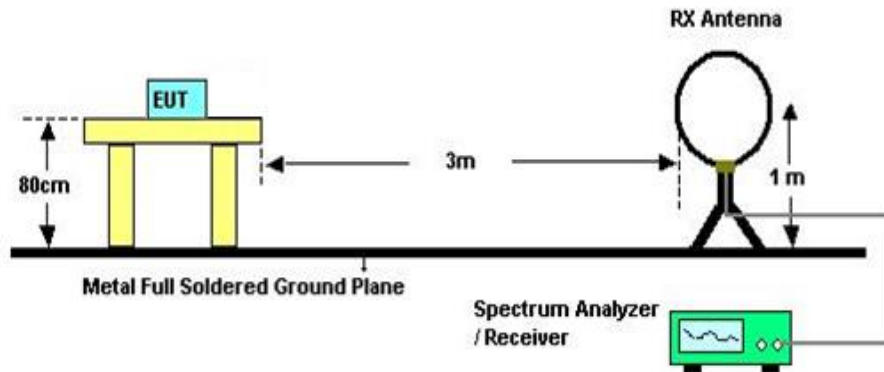 RX Antenna
EUT
3m
80cm
1 m
Metal Full Soldered Ground Plane
Spectrum Analyzer
/ Receiver